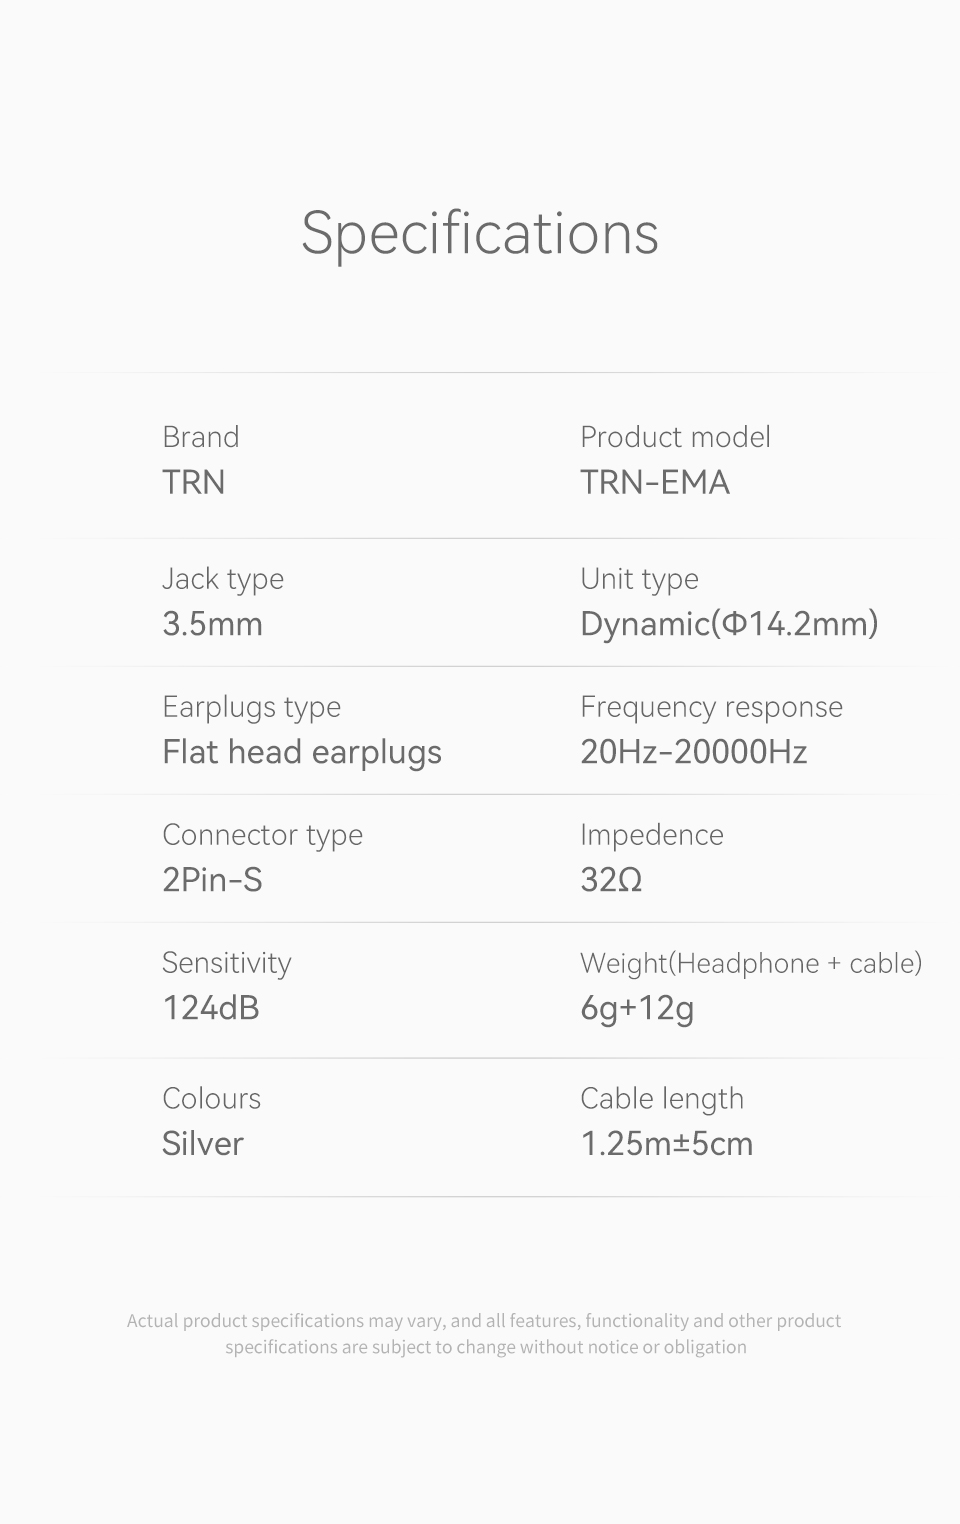 Specifications
Brand
TRN
Product model
TRN-EMA
Jack type
3.5mm
Unit type
Dynamic(Φ14.2mm)
Earplugs type
Flat head earplugs
Frequency response
20Hz-20000Hz
Connector type
2Pin-S
Impedence
32Ω
Sensitivity
124dB
Weight(Headphone + cable)
6g+12g
Colours
Silver
Cable length
1.25m±5cm
Actual product specifications may vary, and all features, functionality and other product
specifications are subject to change without notice or obligation